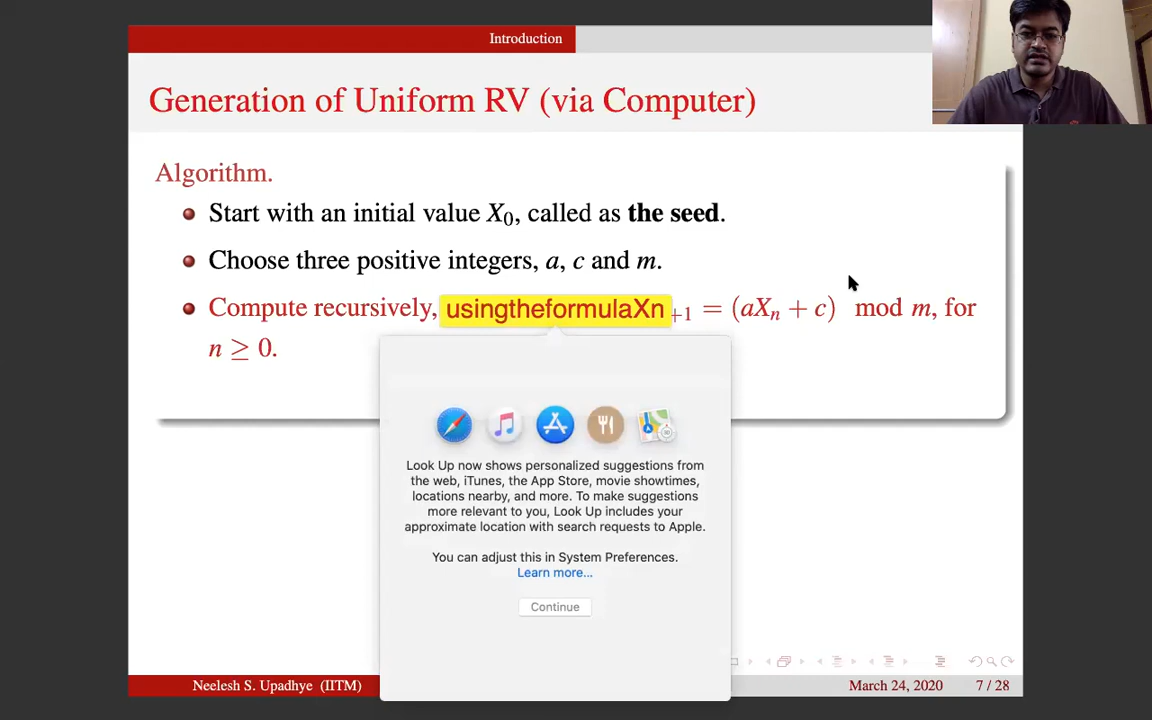 Introduction
Generation of Uniform RV (via Computer)
Algorithm.
Start with an initial value X₀, called as the seed.
Choose three positive integers, a, c and m.
Compute recursively, usingtheformulaXn +1 = (aXₙ + c) mod m, for
n ≥ 0.
Look Up now shows personalized suggestions from
the web, iTunes, the App Store, movie showtimes,
locations nearby, and more. To make suggestions
more relevant to you, Look Up includes your
approximate location with search requests to Apple.
You can adjust this in System Preferences.
Learn more...
Continue
Neelesh S. Upadhye (IITM)
March 24, 2020
7 / 28